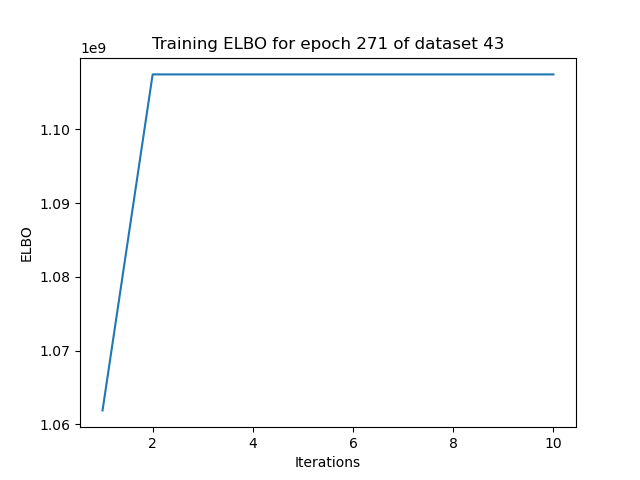 Training ELBO for epoch 271 of dataset 43
1e9
1.10
1.09
1.08
1.07
1.06
ELBO
2 4 6 8 10
Iterations